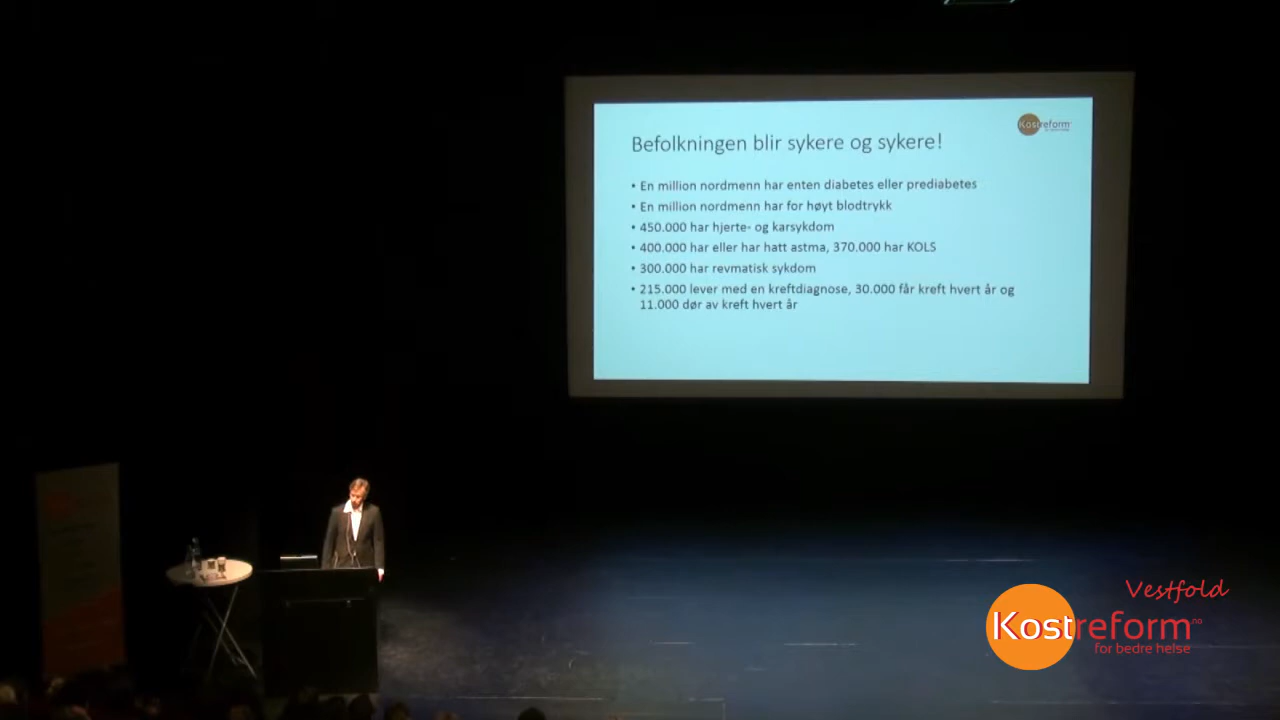 Kostreform
Befolkningen blir sykere og sykere!
• En million nordmenn har enten diabetes eller prediabetes
• En million nordmenn har for høyt blodtrykk
• 450.000 har hjerte- og karsykdom
• 400.000 har eller har hatt astma, 370.000 har KOLS
• 300.000 har revmatisk sykdom
• 215.000 lever med en kreftdiagnose, 30.000 får kreft hvert år og
11.000 dør av kreft hvert år
Vestfold
Kostreform.no
for bedre helse